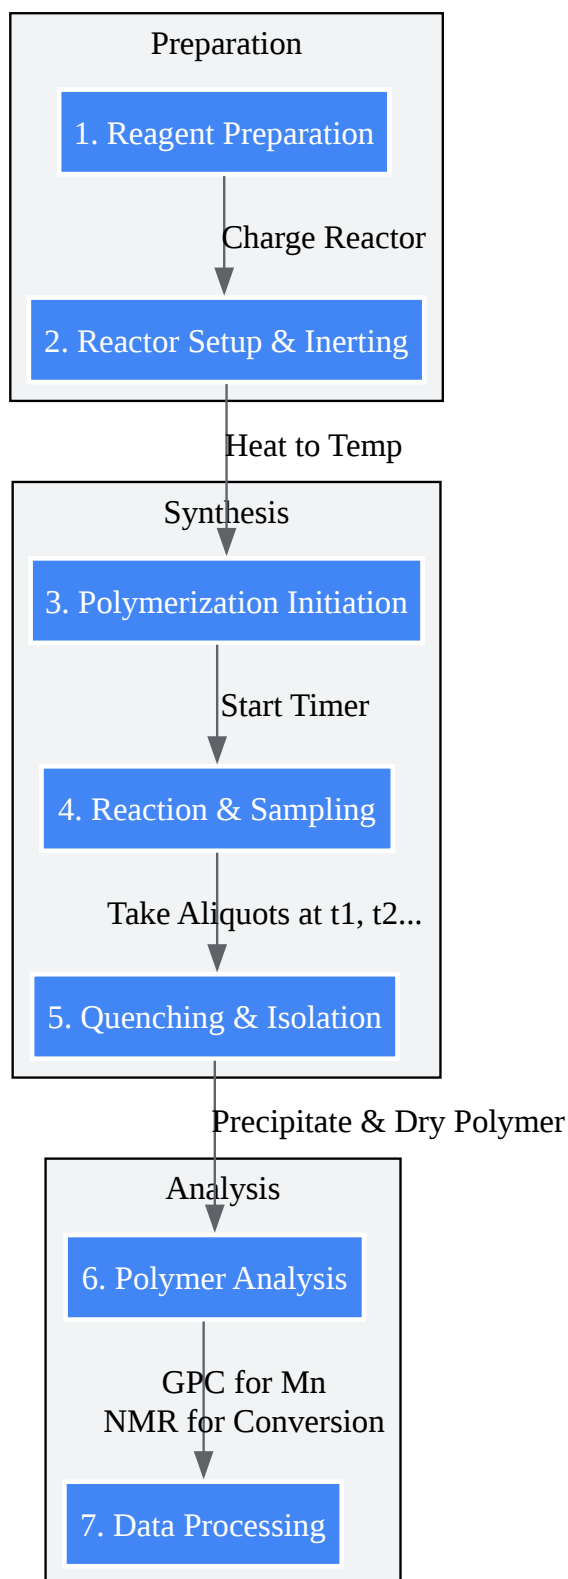 Preparation
1. Reagent Preparation
Charge Reactor
2. Reactor Setup & Inerting
Heat to Temp
Synthesis
3. Polymerization Initiation
Start Timer
4. Reaction & Sampling
Take Aliquots at t1, t2...
5. Quenching & Isolation
Precipitate & Dry Polymer
Analysis
6. Polymer Analysis
GPC for Mn
NMR for Conversion
7. Data Processing